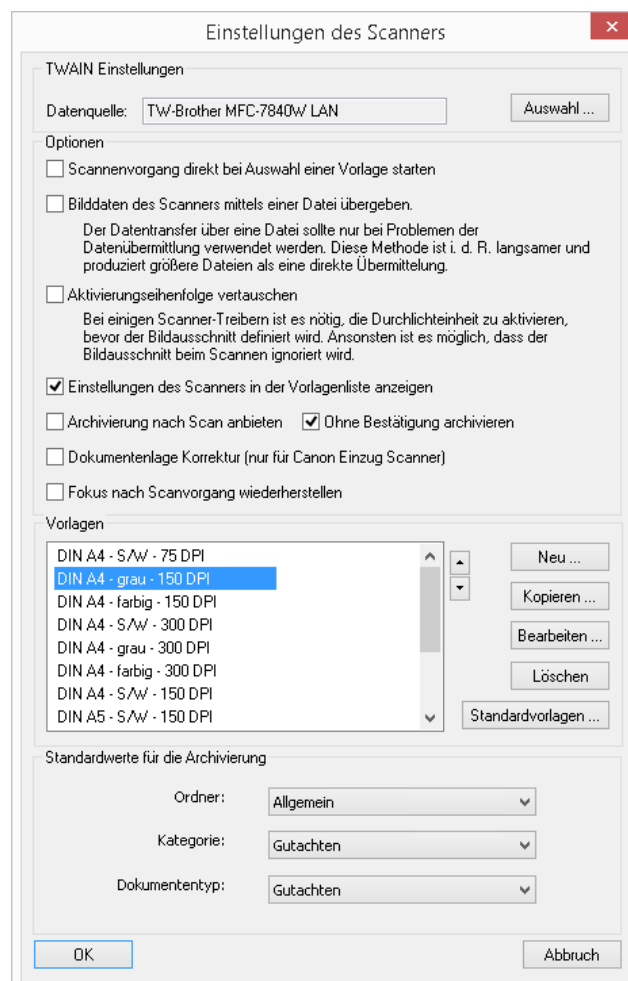 Einstellungen des Scanners
TWAIN Einstellungen
Datenquelle: TW-Brother MFC-7840W LAN Auswahl ...
Optionen
Scannenvorgang direkt bei Auswahl einer Vorlage starten
Bilddaten des Scanners mittels einer Datei übergeben.
Der Datentransfer über eine Datei sollte nur bei Problemen der
Datenübermittlung verwendet werden. Diese Methode ist i. d. R. langsamer und
produziert größere Dateien als eine direkte Übermittelung.
Aktivierungseihenfolge vertauschen
Bei einigen Scanner-Treibern ist es nötig, die Durchlichteinheit zu aktivieren,
bevor der Bildausschnitt definiert wird. Ansonsten ist es möglich, dass der
Bildausschnitt beim Scannen ignoriert wird.
Einstellungen des Scanners in der Vorlagenliste anzeigen
Archivierung nach Scan anbieten Ohne Bestätigung archivieren
Dokumentenlage Korrektur (nur für Canon Einzug Scanner)
Fokus nach Scanvorgang wiederherstellen
Vorlagen
DIN A4 - S/W - 75 DPI
DIN A4 - grau - 150 DPI
DIN A4 - farbig - 150 DPI
DIN A4 - S/W - 300 DPI
DIN A4 - grau - 300 DPI
DIN A4 - farbig - 300 DPI
DIN A4 - S/W - 150 DPI
DIN A5 - S/W - 150 DPI
Neu ...
Kopieren ...
Bearbeiten ...
Löschen
Standardvorlagen ...
Standardwerte für die Archivierung
Ordner: Allgemein
Kategorie: Gutachten
Dokumententyp: Gutachten
OK Abbruch